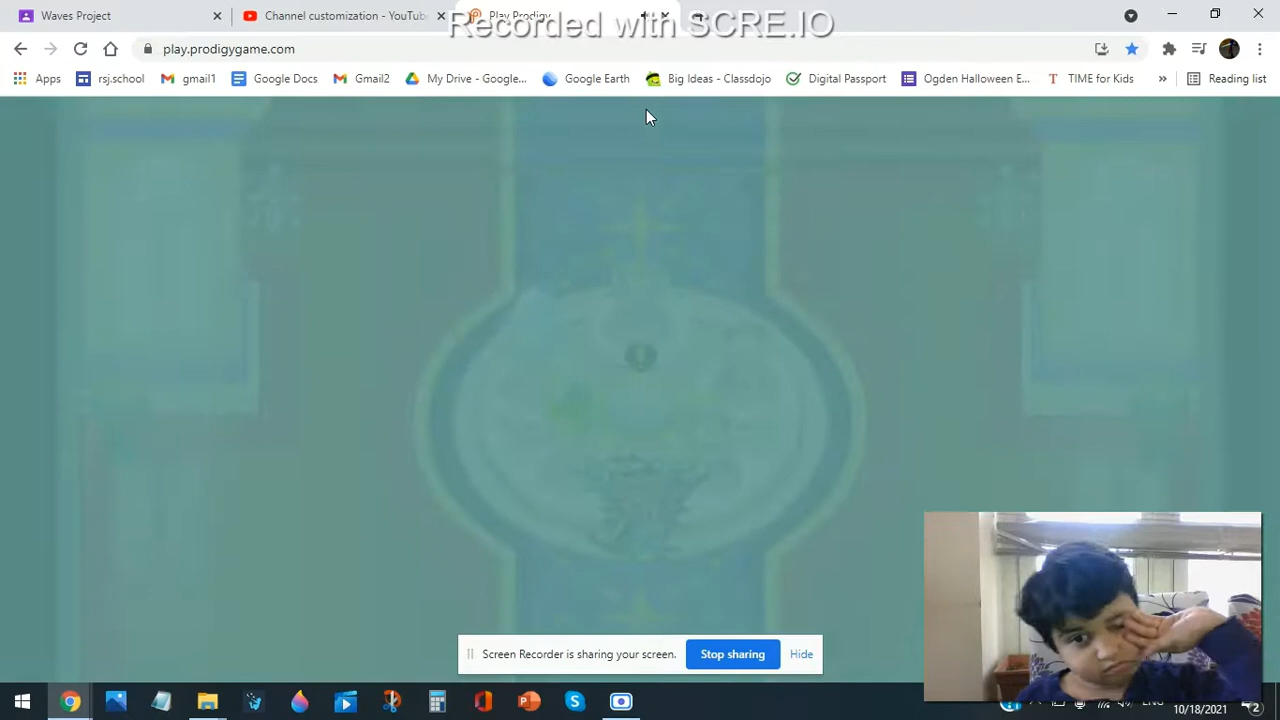 Waves Project
Channel customization - YouTub
Play Prodigy
Recorded with SCRE.IO
play.prodigygame.com
Apps
rsj.school
gmail1
Google Docs
Gmail2
My Drive - Google...
Google Earth
Big Ideas - Classdojo
Digital Passport
Ogden Halloween E...
T TIME for Kids
»
Reading list
Screen Recorder is sharing your screen.
Stop sharing
Hide
ENG
10/18/2021
2